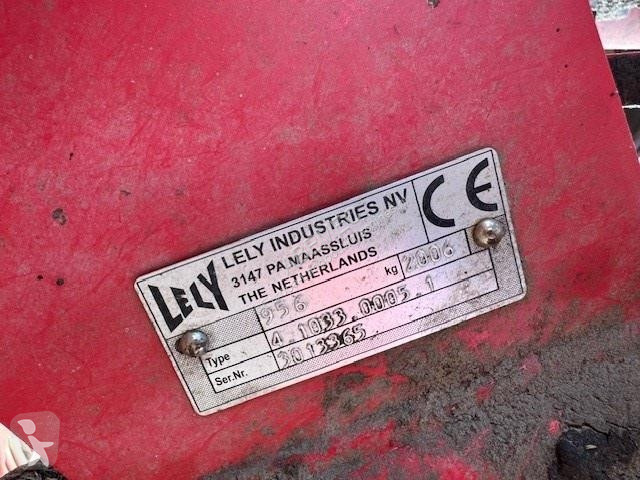 LELY
LELY INDUSTRIES NV
3147 PA MAASSLUIS
THE NETHERLANDS
CE
956 kg 2006
Type 4.1033.0005.1
Ser.Nr. 3013365